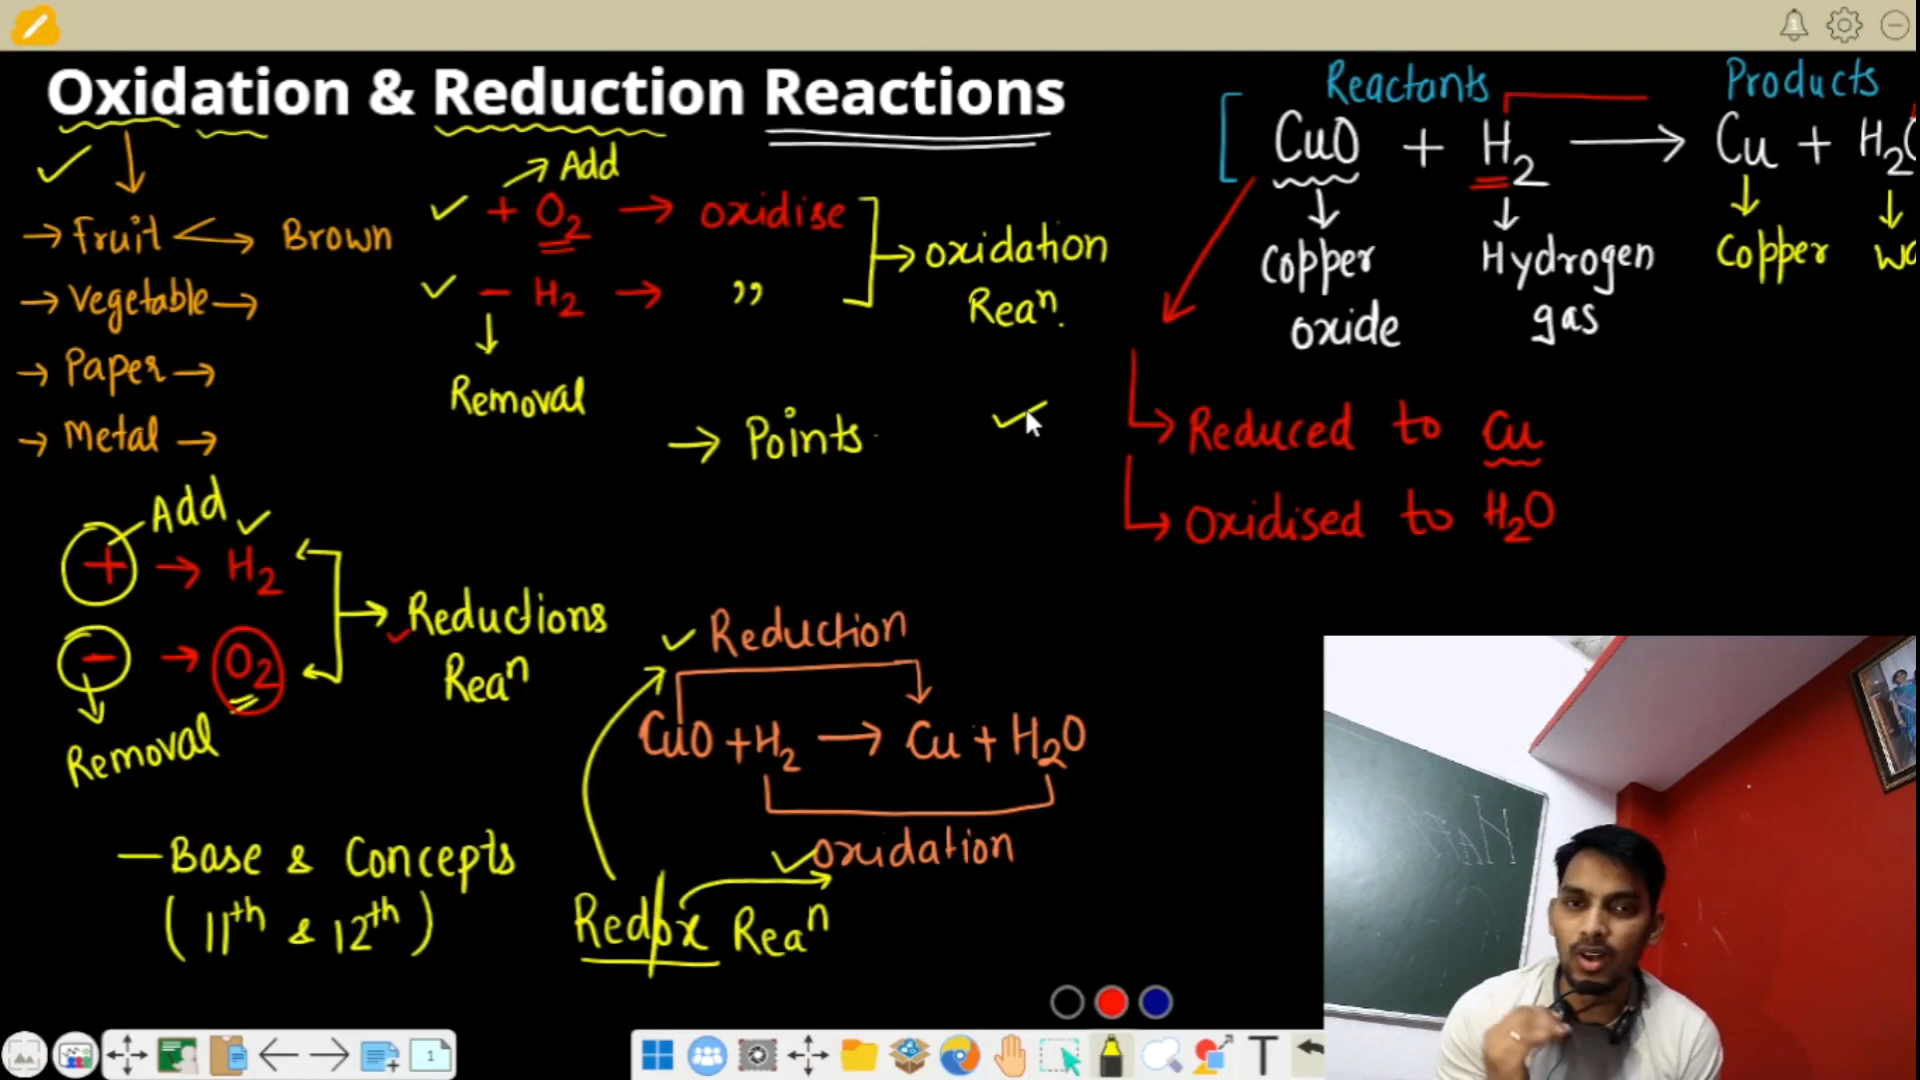 Oxidation & Reduction Reactions
→ Fruit <→ Brown
→ Vegetable →
→ Paper →
→ Metal →
Add
✓ + O2 → Oxidise
✓ - H2 → ”
Removal
→ Oxidation
Reaⁿ.
→ Points
Reactants
Products
CuO + H2 → Cu + H2O
Copper
oxide
Hydrogen
gas
Copper
→ Reduced to Cu
→ Oxidised to H2O
Add ✓
+ → H2
- → O2
Removal
→ Reductions
Reaⁿ
✓ Reduction
CuO + H2 → Cu + H2O
✓ Oxidation
Redox Reaⁿ
— Base & Concepts
(11th & 12th)
1
T